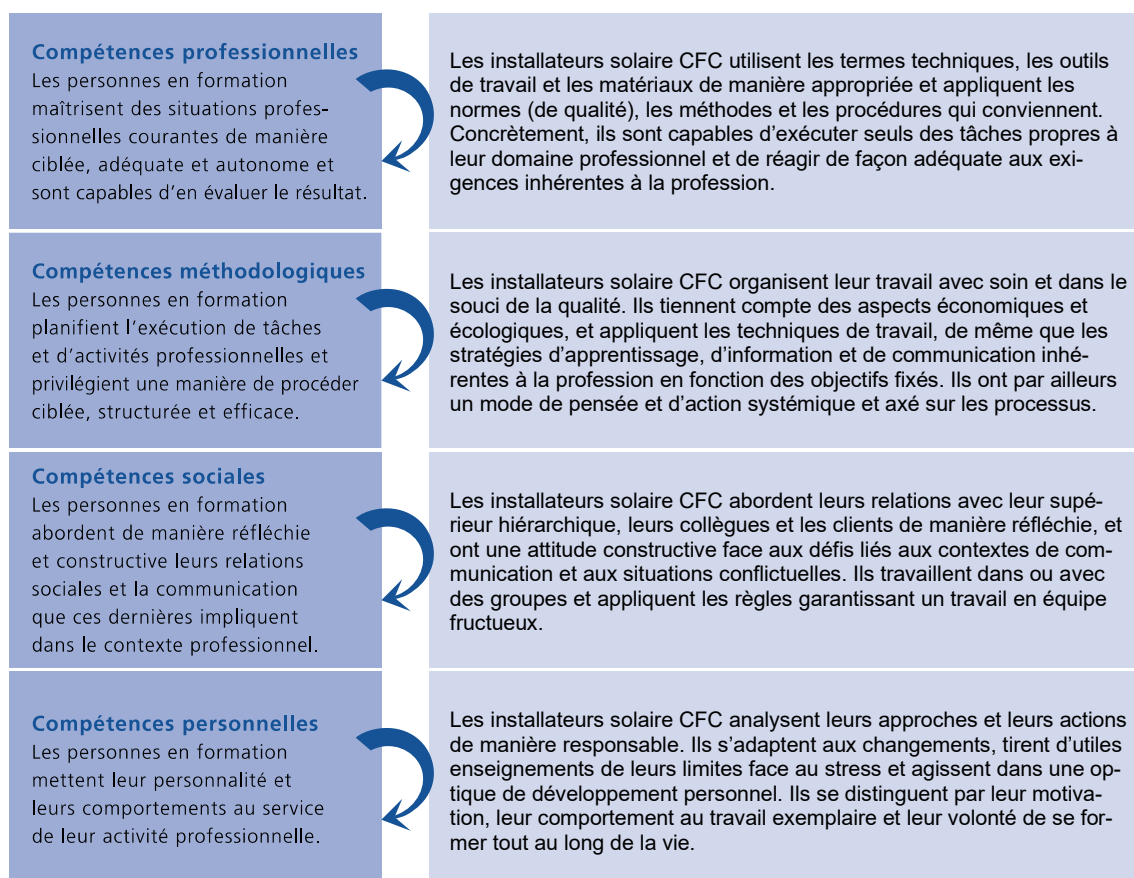 Compétences professionnelles
Les personnes en formation
maîtrisent des situations profes-
sionnelles courantes de manière
ciblée, adéquate et autonome et
sont capables d’en évaluer le résultat.
Les installateurs solaire CFC utilisent les termes techniques, les outils
de travail et les matériaux de manière appropriée et appliquent les
normes (de qualité), les méthodes et les procédures qui conviennent.
Concrètement, ils sont capables d’exécuter seuls des tâches propres à
leur domaine professionnel et de réagir de façon adéquate aux exi-
gences inhérentes à la profession.
Compétences méthodologiques
Les personnes en formation
planifient l’exécution de tâches
et d’activités professionnelles et
privilégient une manière de procéder
ciblée, structurée et efficace.
Les installateurs solaire CFC organisent leur travail avec soin et dans le
souci de la qualité. Ils tiennent compte des aspects économiques et
écologiques, et appliquent les techniques de travail, de même que les
stratégies d’apprentissage, d’information et de communication inhé-
rentes à la profession en fonction des objectifs fixés. Ils ont par ailleurs
un mode de pensée et d’action systémique et axé sur les processus.
Compétences sociales
Les personnes en formation
abordent de manière réfléchie
et constructive leurs relations
sociales et la communication
que ces dernières impliquent
dans le contexte professionnel.
Les installateurs solaire CFC abordent leurs relations avec leur supé-
rieur hiérarchique, leurs collègues et les clients de manière réfléchie, et
ont une attitude constructive face aux défis liés aux contextes de com-
munication et aux situations conflictuelles. Ils travaillent dans ou avec
des groupes et appliquent les règles garantissant un travail en équipe
fructueux.
Compétences personnelles
Les personnes en formation
mettent leur personnalité et
leurs comportements au service
de leur activité professionnelle.
Les installateurs solaire CFC analysent leurs approches et leurs actions
de manière responsable. Ils s’adaptent aux changements, tirent d’utiles
enseignements de leurs limites face au stress et agissent dans une op-
tique de développement personnel. Ils se distinguent par leur motiva-
tion, leur comportement au travail exemplaire et leur volonté de se for-
mer tout au long de la vie.